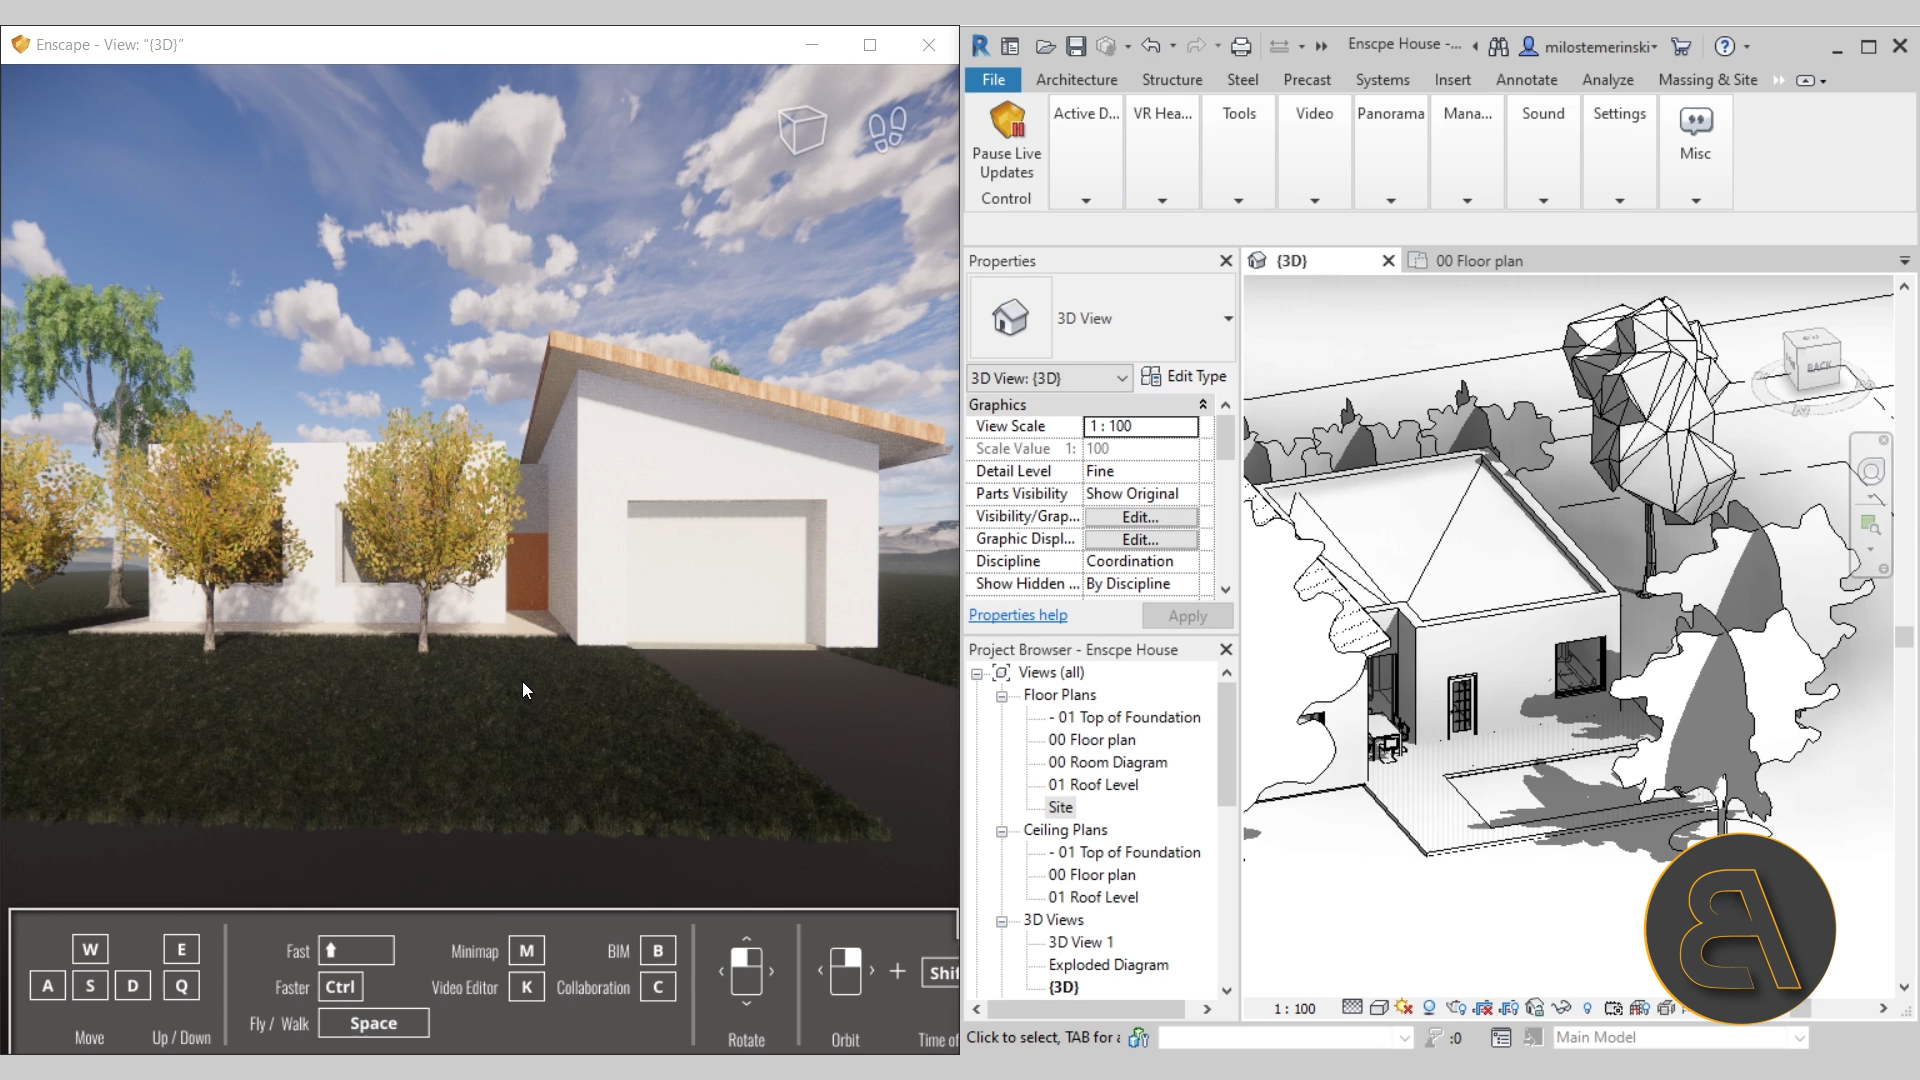 Enscape - View: "{3D}"
Enscpe House -...
milostemerinski
File
Architecture
Structure
Steel
Precast
Systems
Insert
Annotate
Analyze
Massing & Site
Pause Live
Updates
Control
Active D...
VR Hea...
Tools
Video
Panorama
Mana...
Sound
Settings
Misc
Properties
{3D}
00 Floor plan
3D View
3D View: {3D}
Edit Type
Graphics
View Scale 1 : 100
Scale Value 1: 100
Detail Level Fine
Parts Visibility Show Original
Visibility/Grap... Edit...
Graphic Displ... Edit...
Discipline Coordination
Show Hidden ... By Discipline
Properties help
Apply
Project Browser - Enscpe House
Views (all)
Floor Plans
- 01 Top of Foundation
00 Floor plan
00 Room Diagram
01 Roof Level
Site
Ceiling Plans
- 01 Top of Foundation
00 Floor plan
01 Roof Level
3D Views
3D View 1
Exploded Diagram
{3D}
BACK
1 : 100
Click to select, TAB for a
:0
Main Model
W
E
A
S
D
Q
Move
Up / Down
Fast
Faster Ctrl
Fly / Walk Space
Minimap M
Video Editor K
BIM B
Collaboration C
Rotate
Orbit
+
Shif
Time of